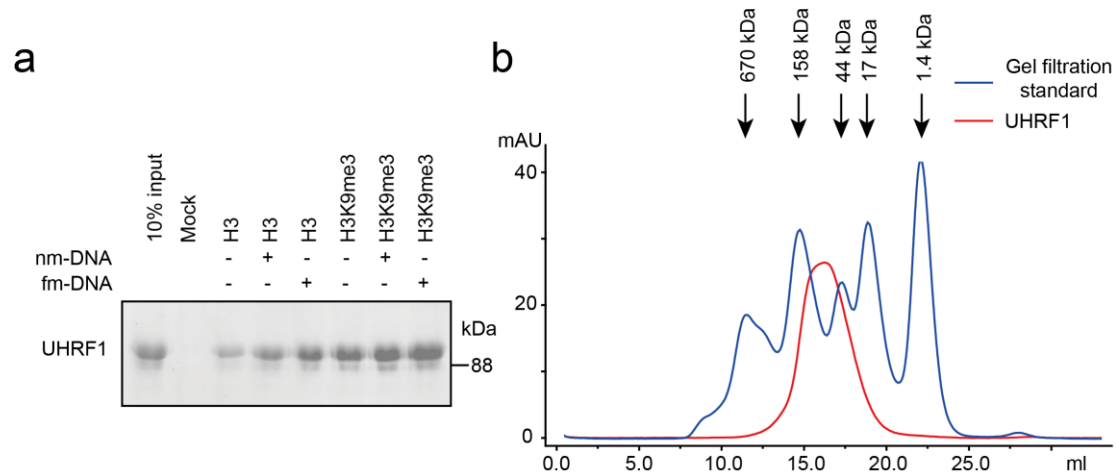 a
10% input
Mock
H3
H3
H3
H3K9me3
H3K9me3
H3K9me3
nm-DNA - + - - + -
fm-DNA - - + - - +
UHRF1
kDa
88
b
670 kDa
158 kDa
44 kDa
17 kDa
1.4 kDa
Gel filtration
standard
UHRF1
mAU
40
20
0
0.0 5.0 10.0 15.0 20.0 25.0 ml